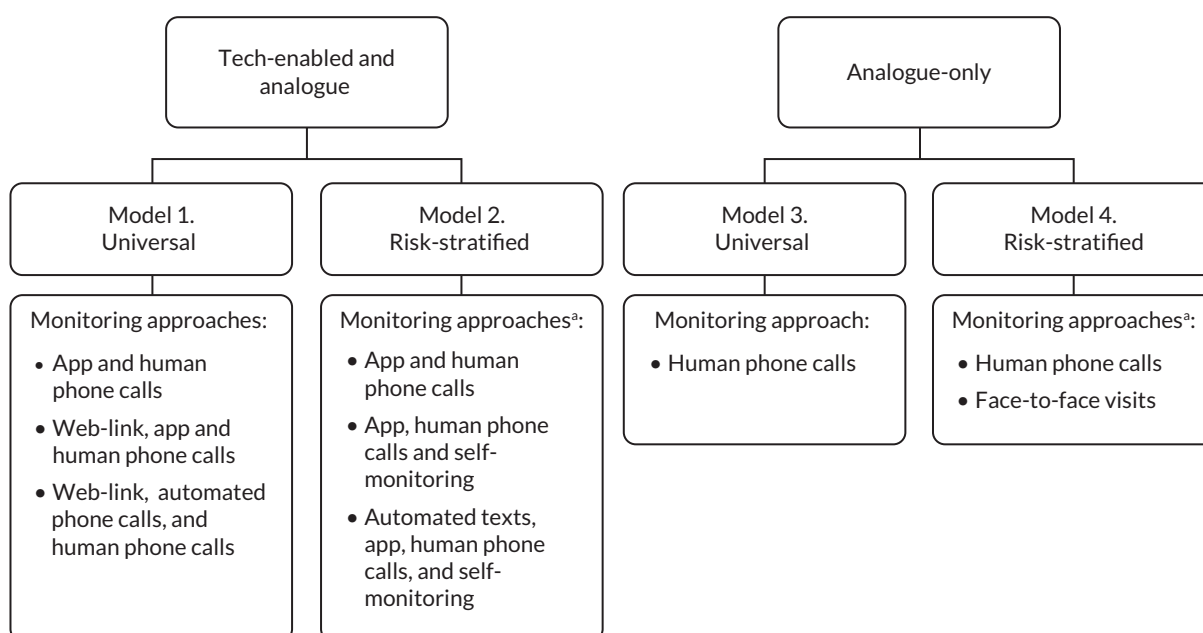 Tech-enabled and
analogue
Analogue-only
Model 1.
Universal
Model 2.
Risk-stratified
Model 3.
Universal
Model 4.
Risk-stratified
Monitoring approaches:
• App and human
phone calls
• Web-link, app and
human phone calls
• Web-link, automated
phone calls, and
human phone calls
Monitoring approachesᵃ:
• App and human
phone calls
• App, human phone
calls and self-
monitoring
• Automated texts,
app, human phone
calls, and self-
monitoring
Monitoring approach:
• Human phone calls
Monitoring approachesᵃ:
• Human phone calls
• Face-to-face visits